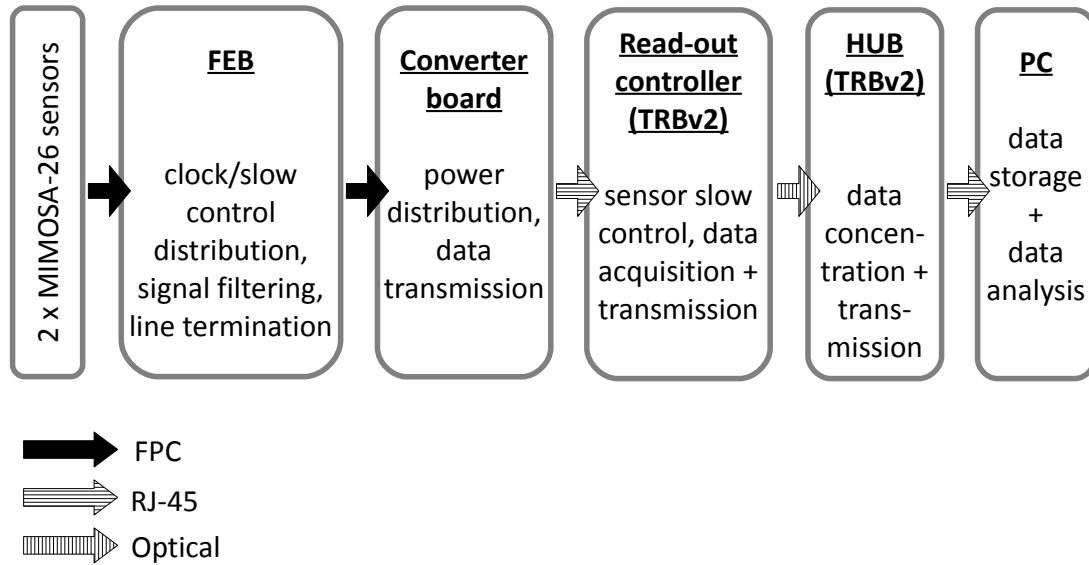 2 x MIMOSA-26 sensors
FEB
clock/slow
control
distribution,
signal filtering,
line termination
Converter
board
power
distribution,
data
transmission
Read-out
controller
(TRBv2)
sensor slow
control, data
acquisition +
transmission
HUB
(TRBv2)
data
concen-
tration +
trans-
mission
PC
data
storage
+
data
analysis
FPC
RJ-45
Optical